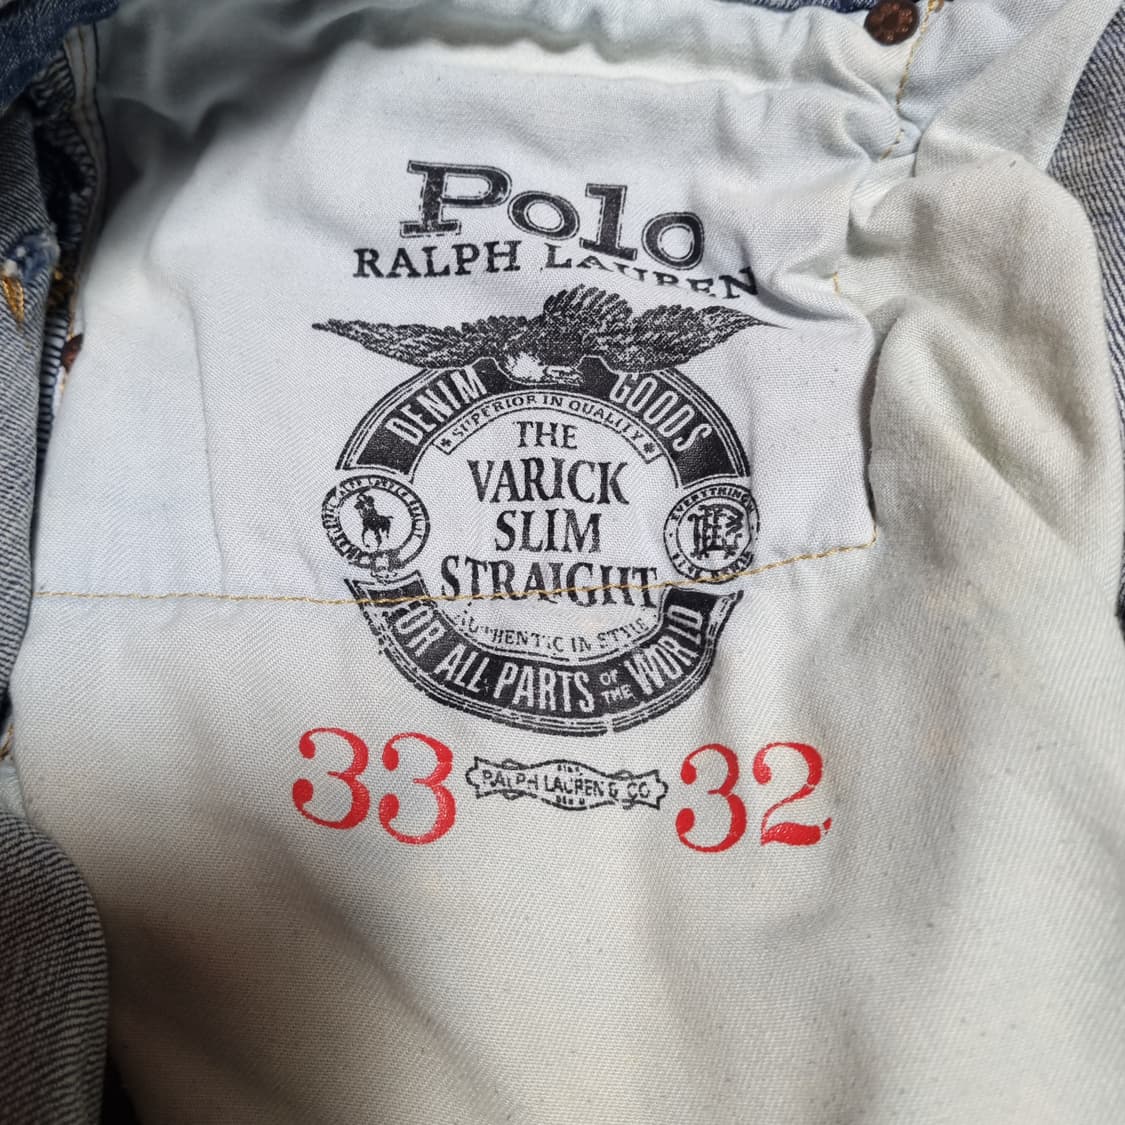 Polo
RALPH LAUREN
DENIM GOODS
SUPERIOR IN QUALITY
THE
VARICK
SLIM
STRAIGHT
AUTHENTIC IN STYLE
FOR ALL PARTS OF THE WORLD
EVERYTHING
33
RALPH LAUREN & CO
32